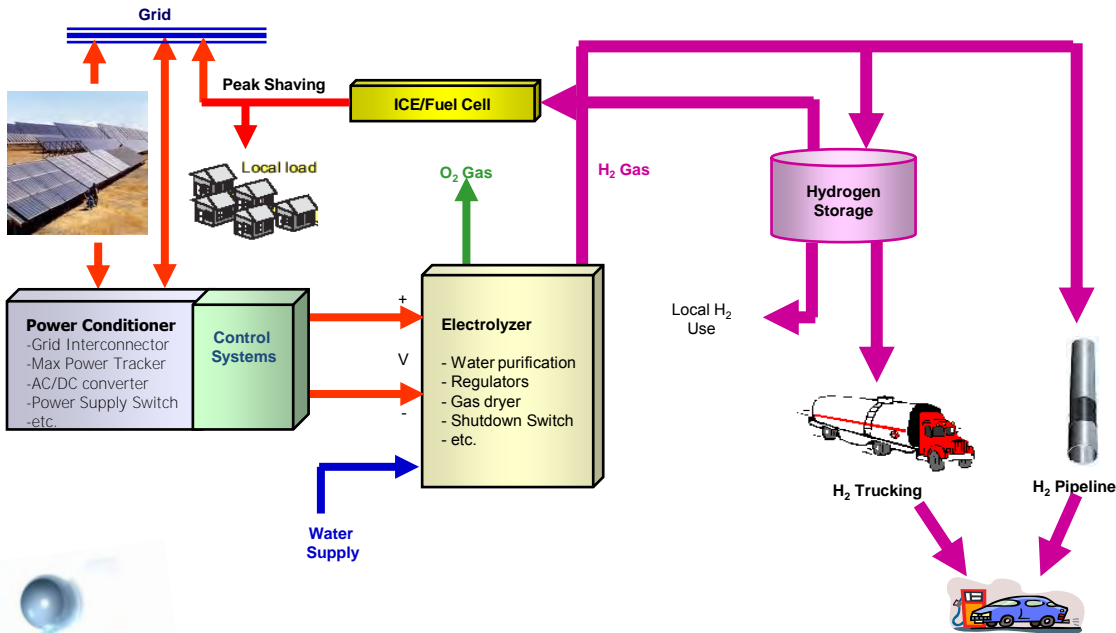 Grid
Peak Shaving
ICE/Fuel Cell
Local load
O₂ Gas
H₂ Gas
Hydrogen
Storage
Power Conditioner
-Grid Interconnector
-Max Power Tracker
-AC/DC converter
-Power Supply Switch
-etc.
Control
Systems
+
V
-
Electrolyzer
- Water purification
- Regulators
- Gas dryer
- Shutdown Switch
- etc.
Local H₂
Use
Water
Supply
H₂ Trucking
H₂ Pipeline